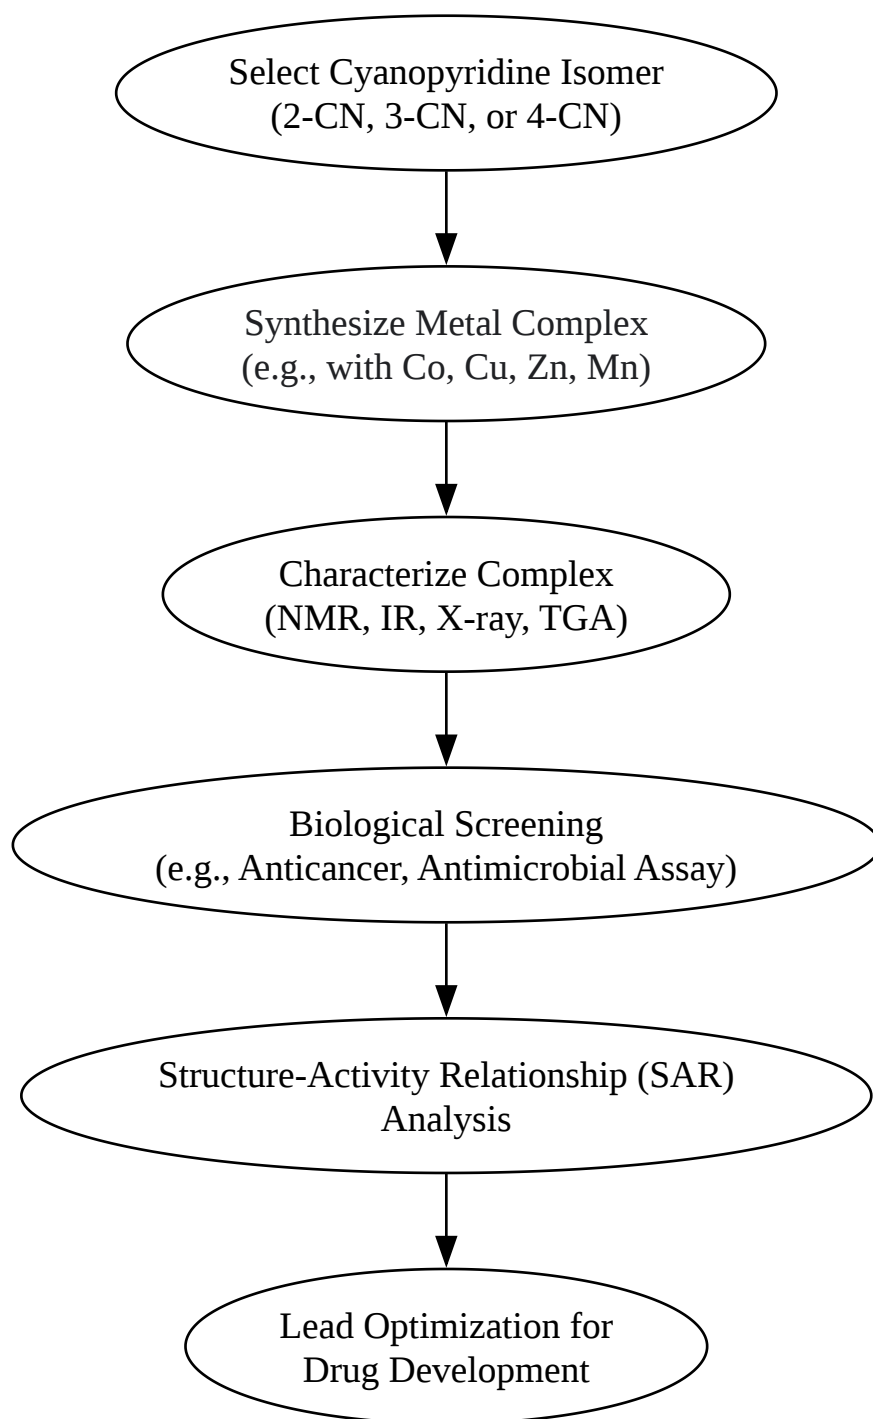 Select Cyanopyridine Isomer
(2-CN, 3-CN, or 4-CN)
Synthesize Metal Complex
(e.g., with Co, Cu, Zn, Mn)
Characterize Complex
(NMR, IR, X-ray, TGA)
Biological Screening
(e.g., Anticancer, Antimicrobial Assay)
Structure-Activity Relationship (SAR)
Analysis
Lead Optimization for
Drug Development